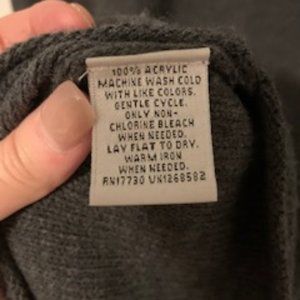 100% ACRYLIC
MACHINE WASH COLD
WITH LIKE COLORS.
GENTLE CYCLE.
ONLY NON-
CHLORINE BLEACH
WHEN NEEDED.
LAY FLAT TO DRY.
WARM IRON
WHEN NEEDED.
RN17730 UN1268582